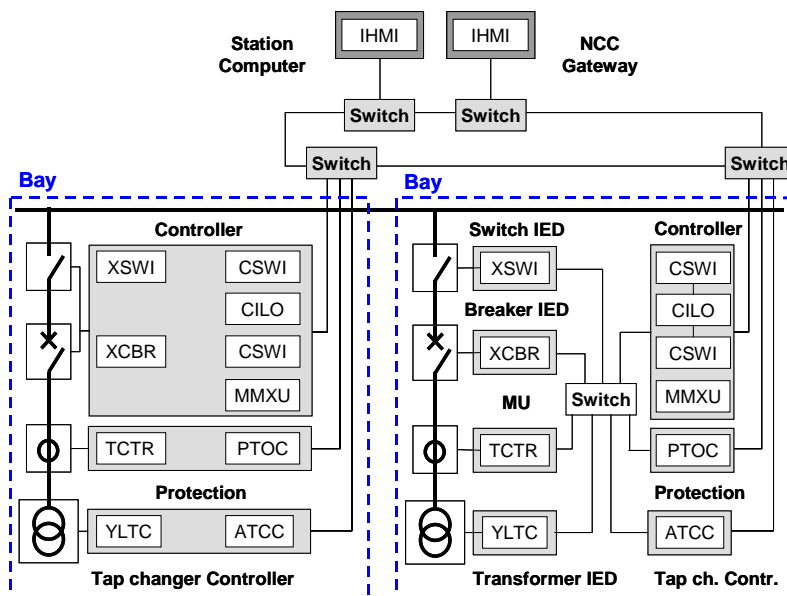 Station
Computer
IHMI
IHMI
NCC
Gateway
Switch
Switch
Switch
Switch
Bay
Controller
XSWI
CSWI
CILO
XCBR
CSWI
MMXU
TCTR
PTOC
Protection
YLTC
ATCC
Tap changer Controller
Bay
Switch IED
Controller
XSWI
CSWI
Breaker IED
CILO
XCBR
CSWI
MU
Switch
MMXU
TCTR
PTOC
Protection
YLTC
ATCC
Transformer IED
Tap ch. Contr.